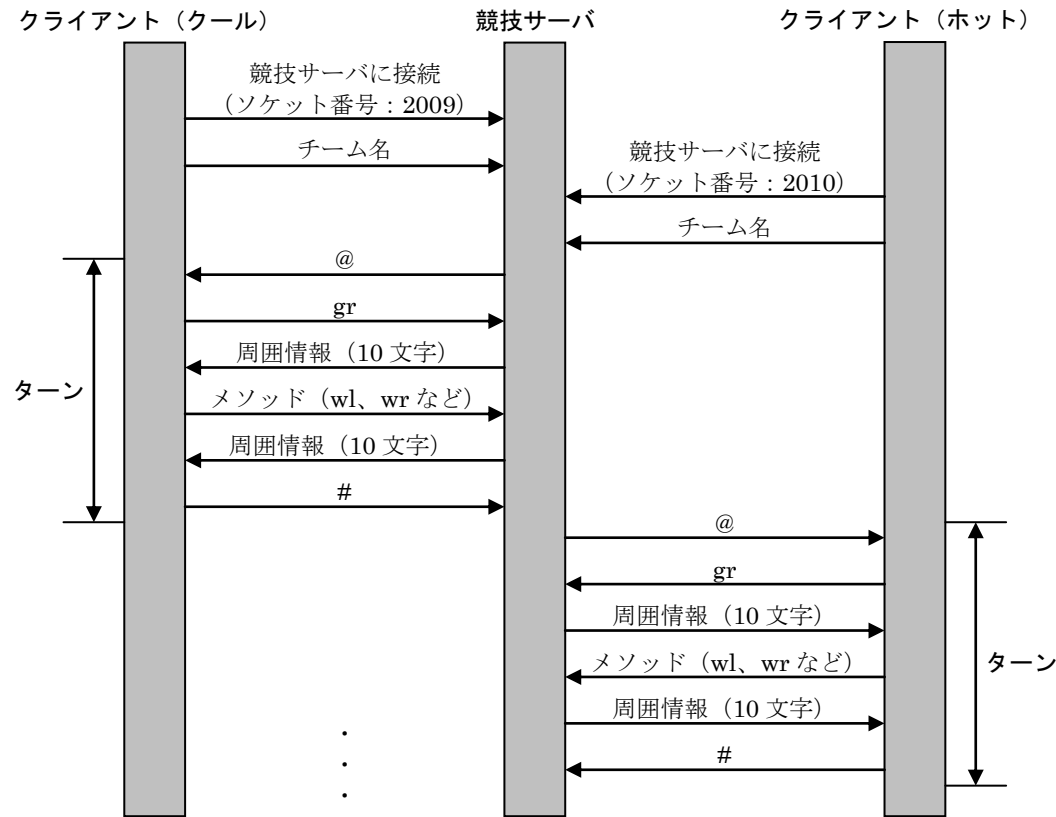 クライアント（クール）
競技サーバ
クライアント（ホット）
競技サーバに接続
（ソケット番号：2009）
チーム名
競技サーバに接続
（ソケット番号：2010）
チーム名
ターン
@
gr
周囲情報（10 文字）
メソッド（wl、wr など）
周囲情報（10 文字）
#
@
gr
周囲情報（10 文字）
メソッド（wl、wr など）
周囲情報（10 文字）
#
ターン
・
・
・